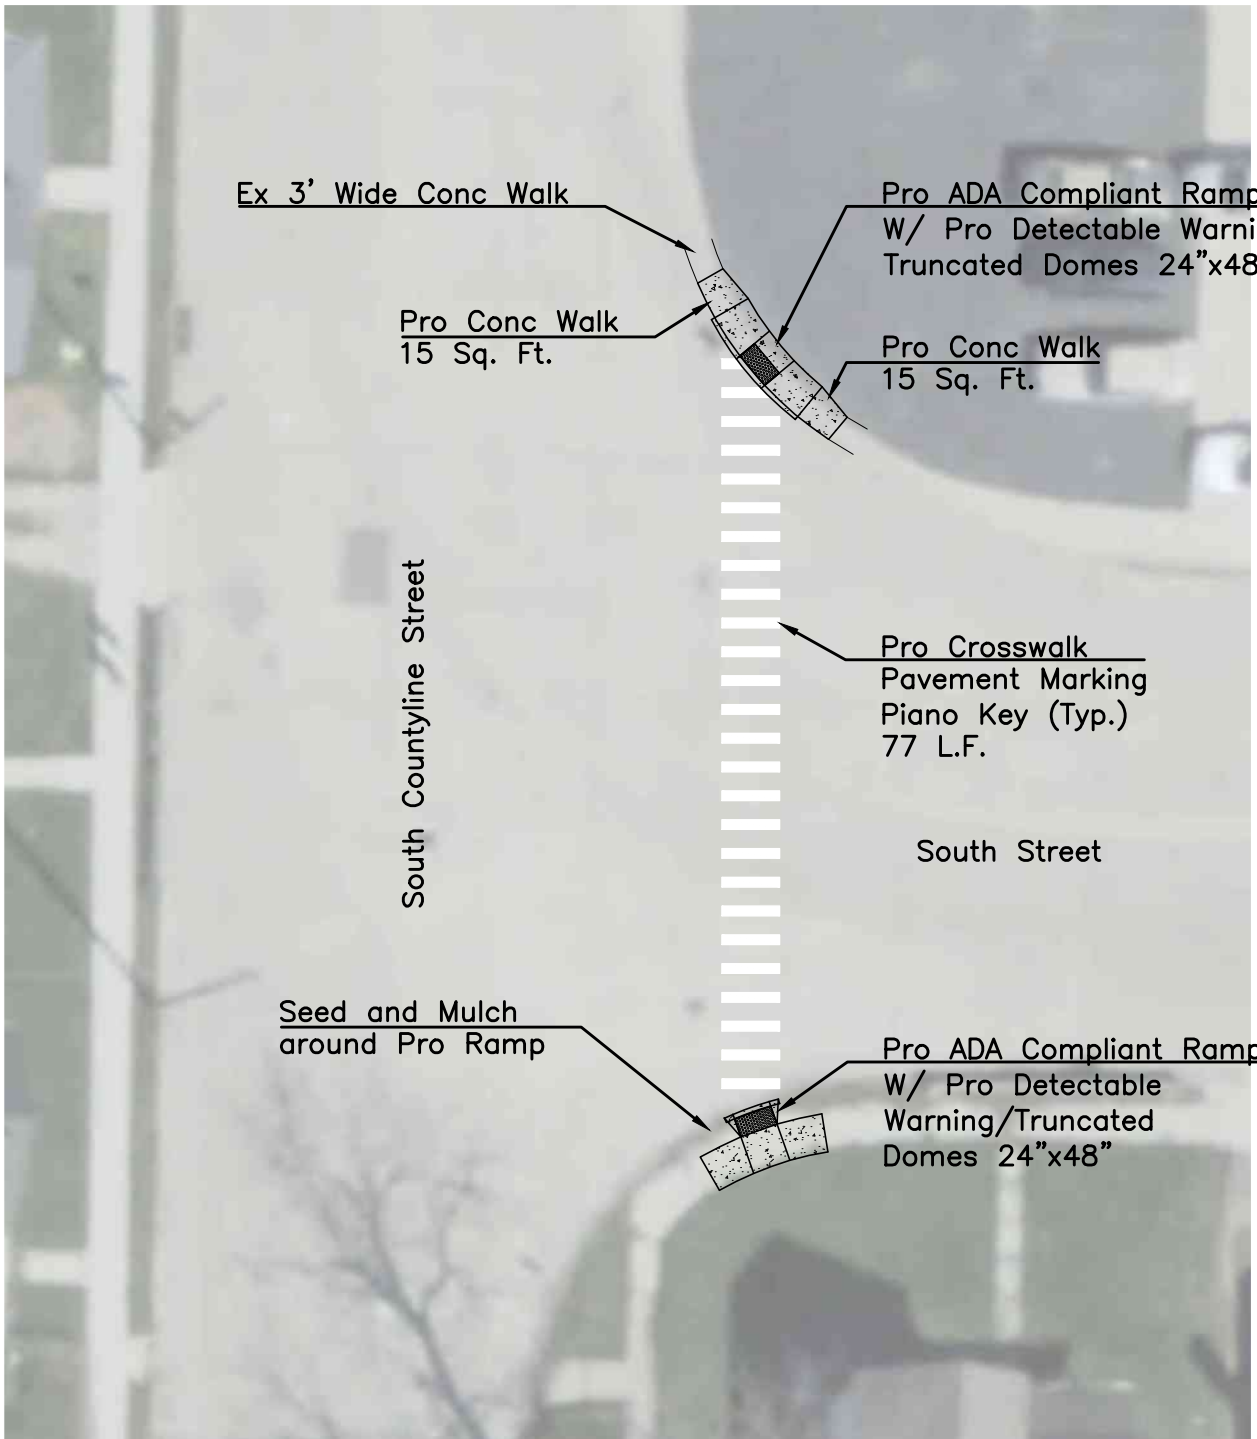 Ex 3' Wide Conc Walk
Pro ADA Compliant Ramp
W/ Pro Detectable Warni
Truncated Domes 24"x48
Pro Conc Walk
15 Sq. Ft.
Pro Conc Walk
15 Sq. Ft.
South Countyline Street
Pro Crosswalk
Pavement Marking
Piano Key (Typ.)
77 L.F.
South Street
Seed and Mulch
around Pro Ramp
Pro ADA Compliant Ramp
W/ Pro Detectable
Warning/Truncated
Domes 24"x48"